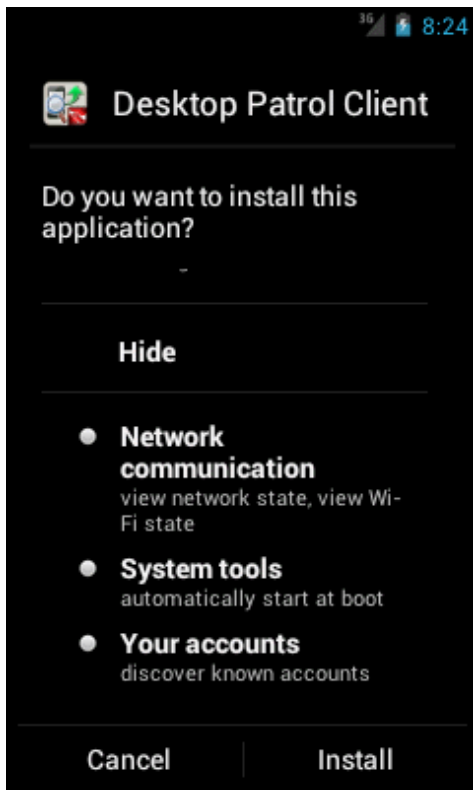 3G 8:24
Desktop Patrol Client
Do you want to install this
application?
Hide
Network
communication
view network state, view Wi-
Fi state
System tools
automatically start at boot
Your accounts
discover known accounts
Cancel Install